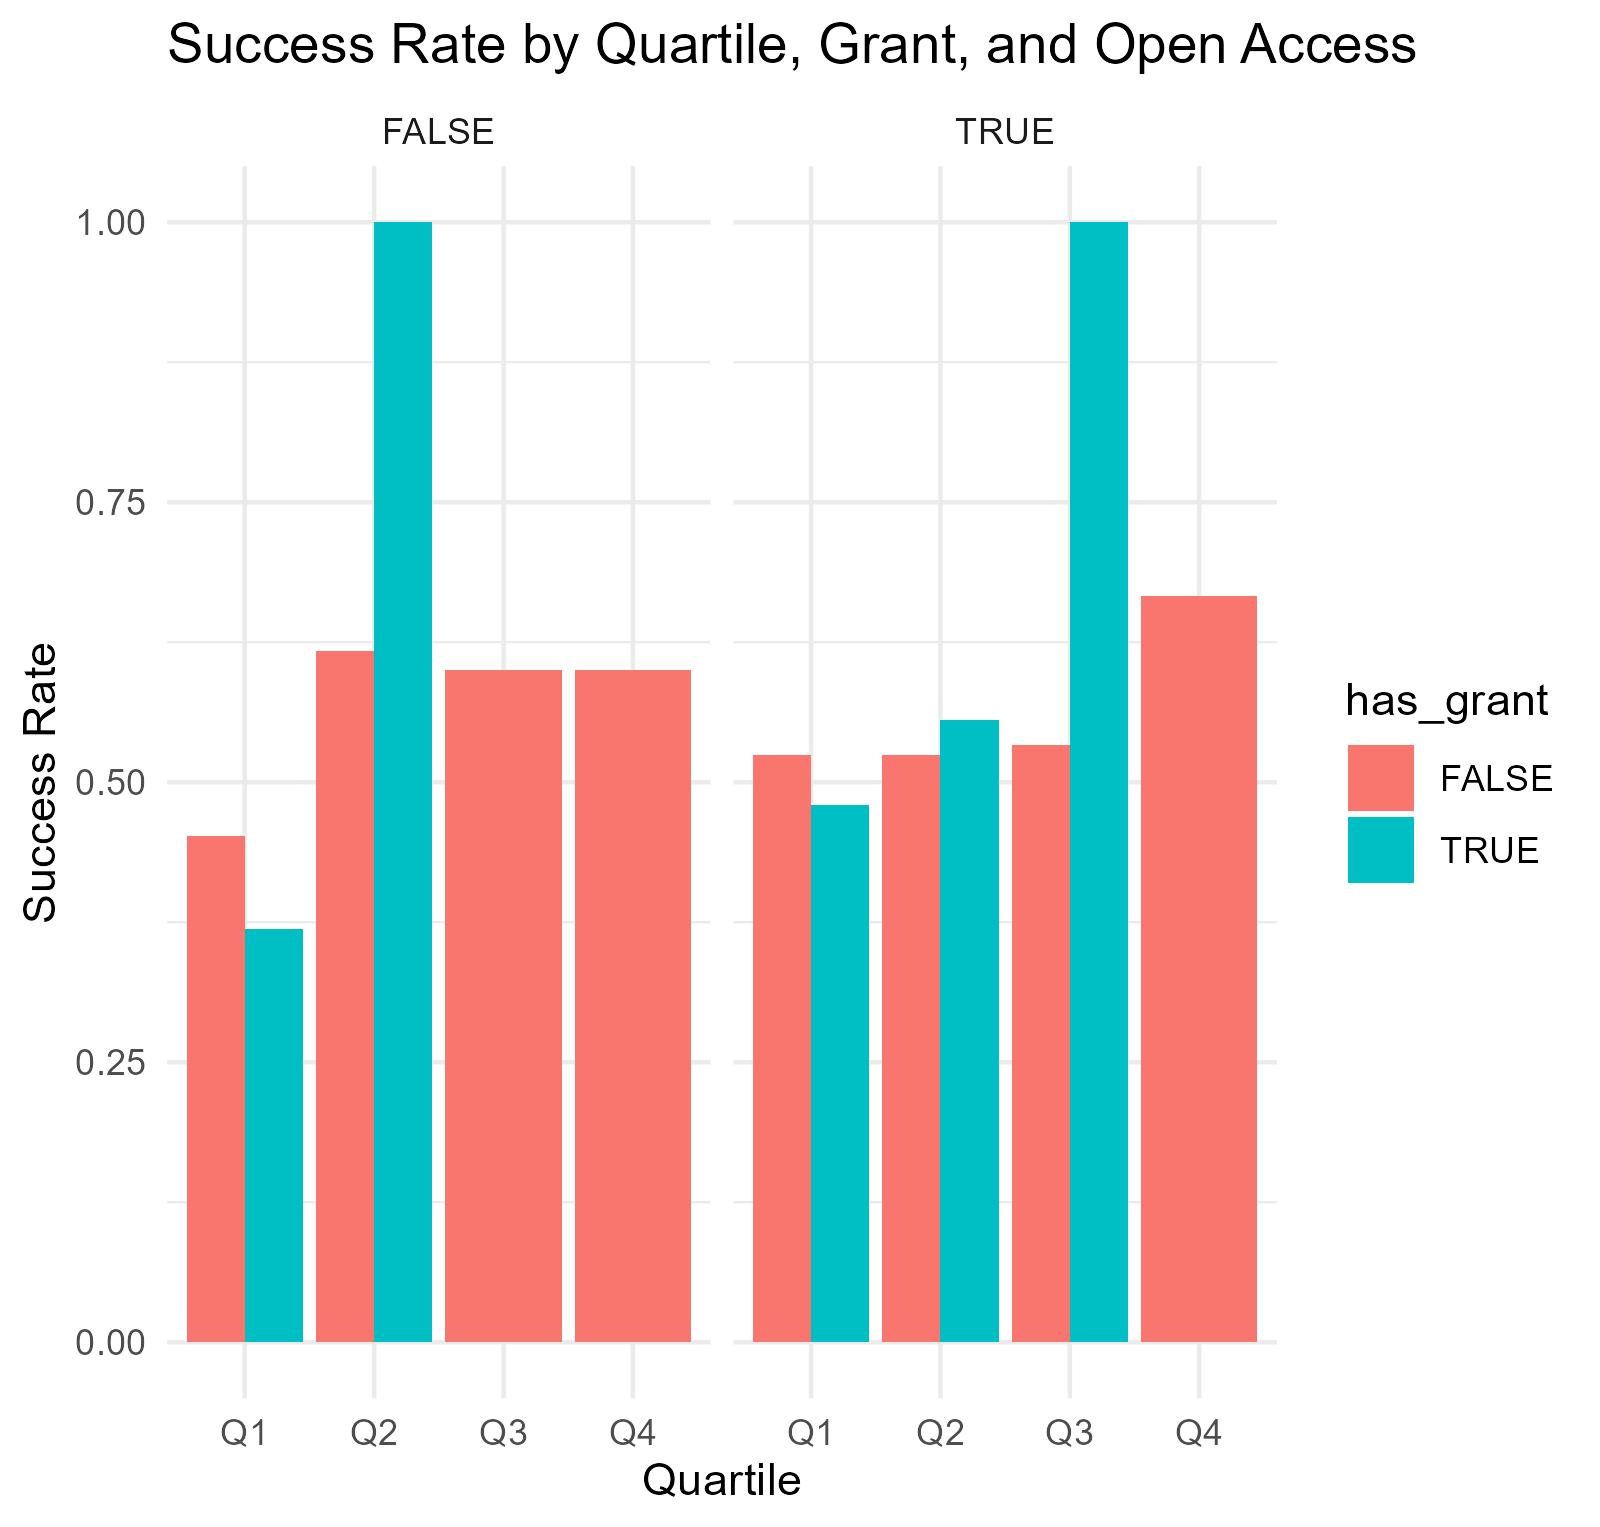 Success Rate by Quartile, Grant, and Open Access
FALSE
TRUE
1.00
0.75
0.50
0.25
0.00
Success Rate
Q1
Q2
Q3
Q4
Q1
Q2
Q3
Q4
Quartile
has_grant
FALSE
TRUE